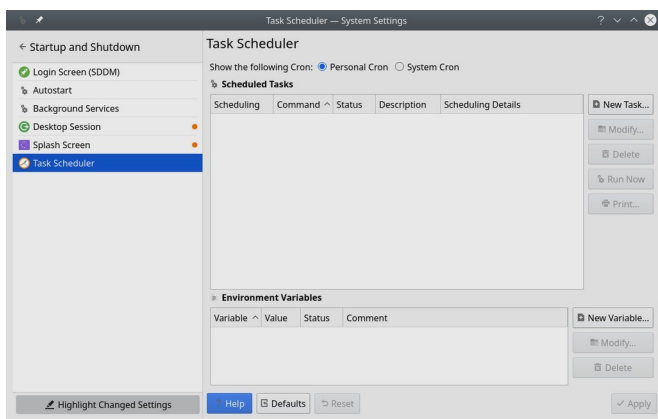 Task Scheduler — System Settings
Startup and Shutdown
Login Screen (SDDM)
Autostart
Background Services
Desktop Session
Splash Screen
Task Scheduler
Highlight Changed Settings
Task Scheduler
Show the following Cron: Personal Cron System Cron
Scheduled Tasks
Scheduling Command Status Description Scheduling Details
New Task...
Modify...
Delete
Run Now
Print...
Environment Variables
Variable Value Status Comment
New Variable...
Modify...
Delete
Help Defaults Reset Apply